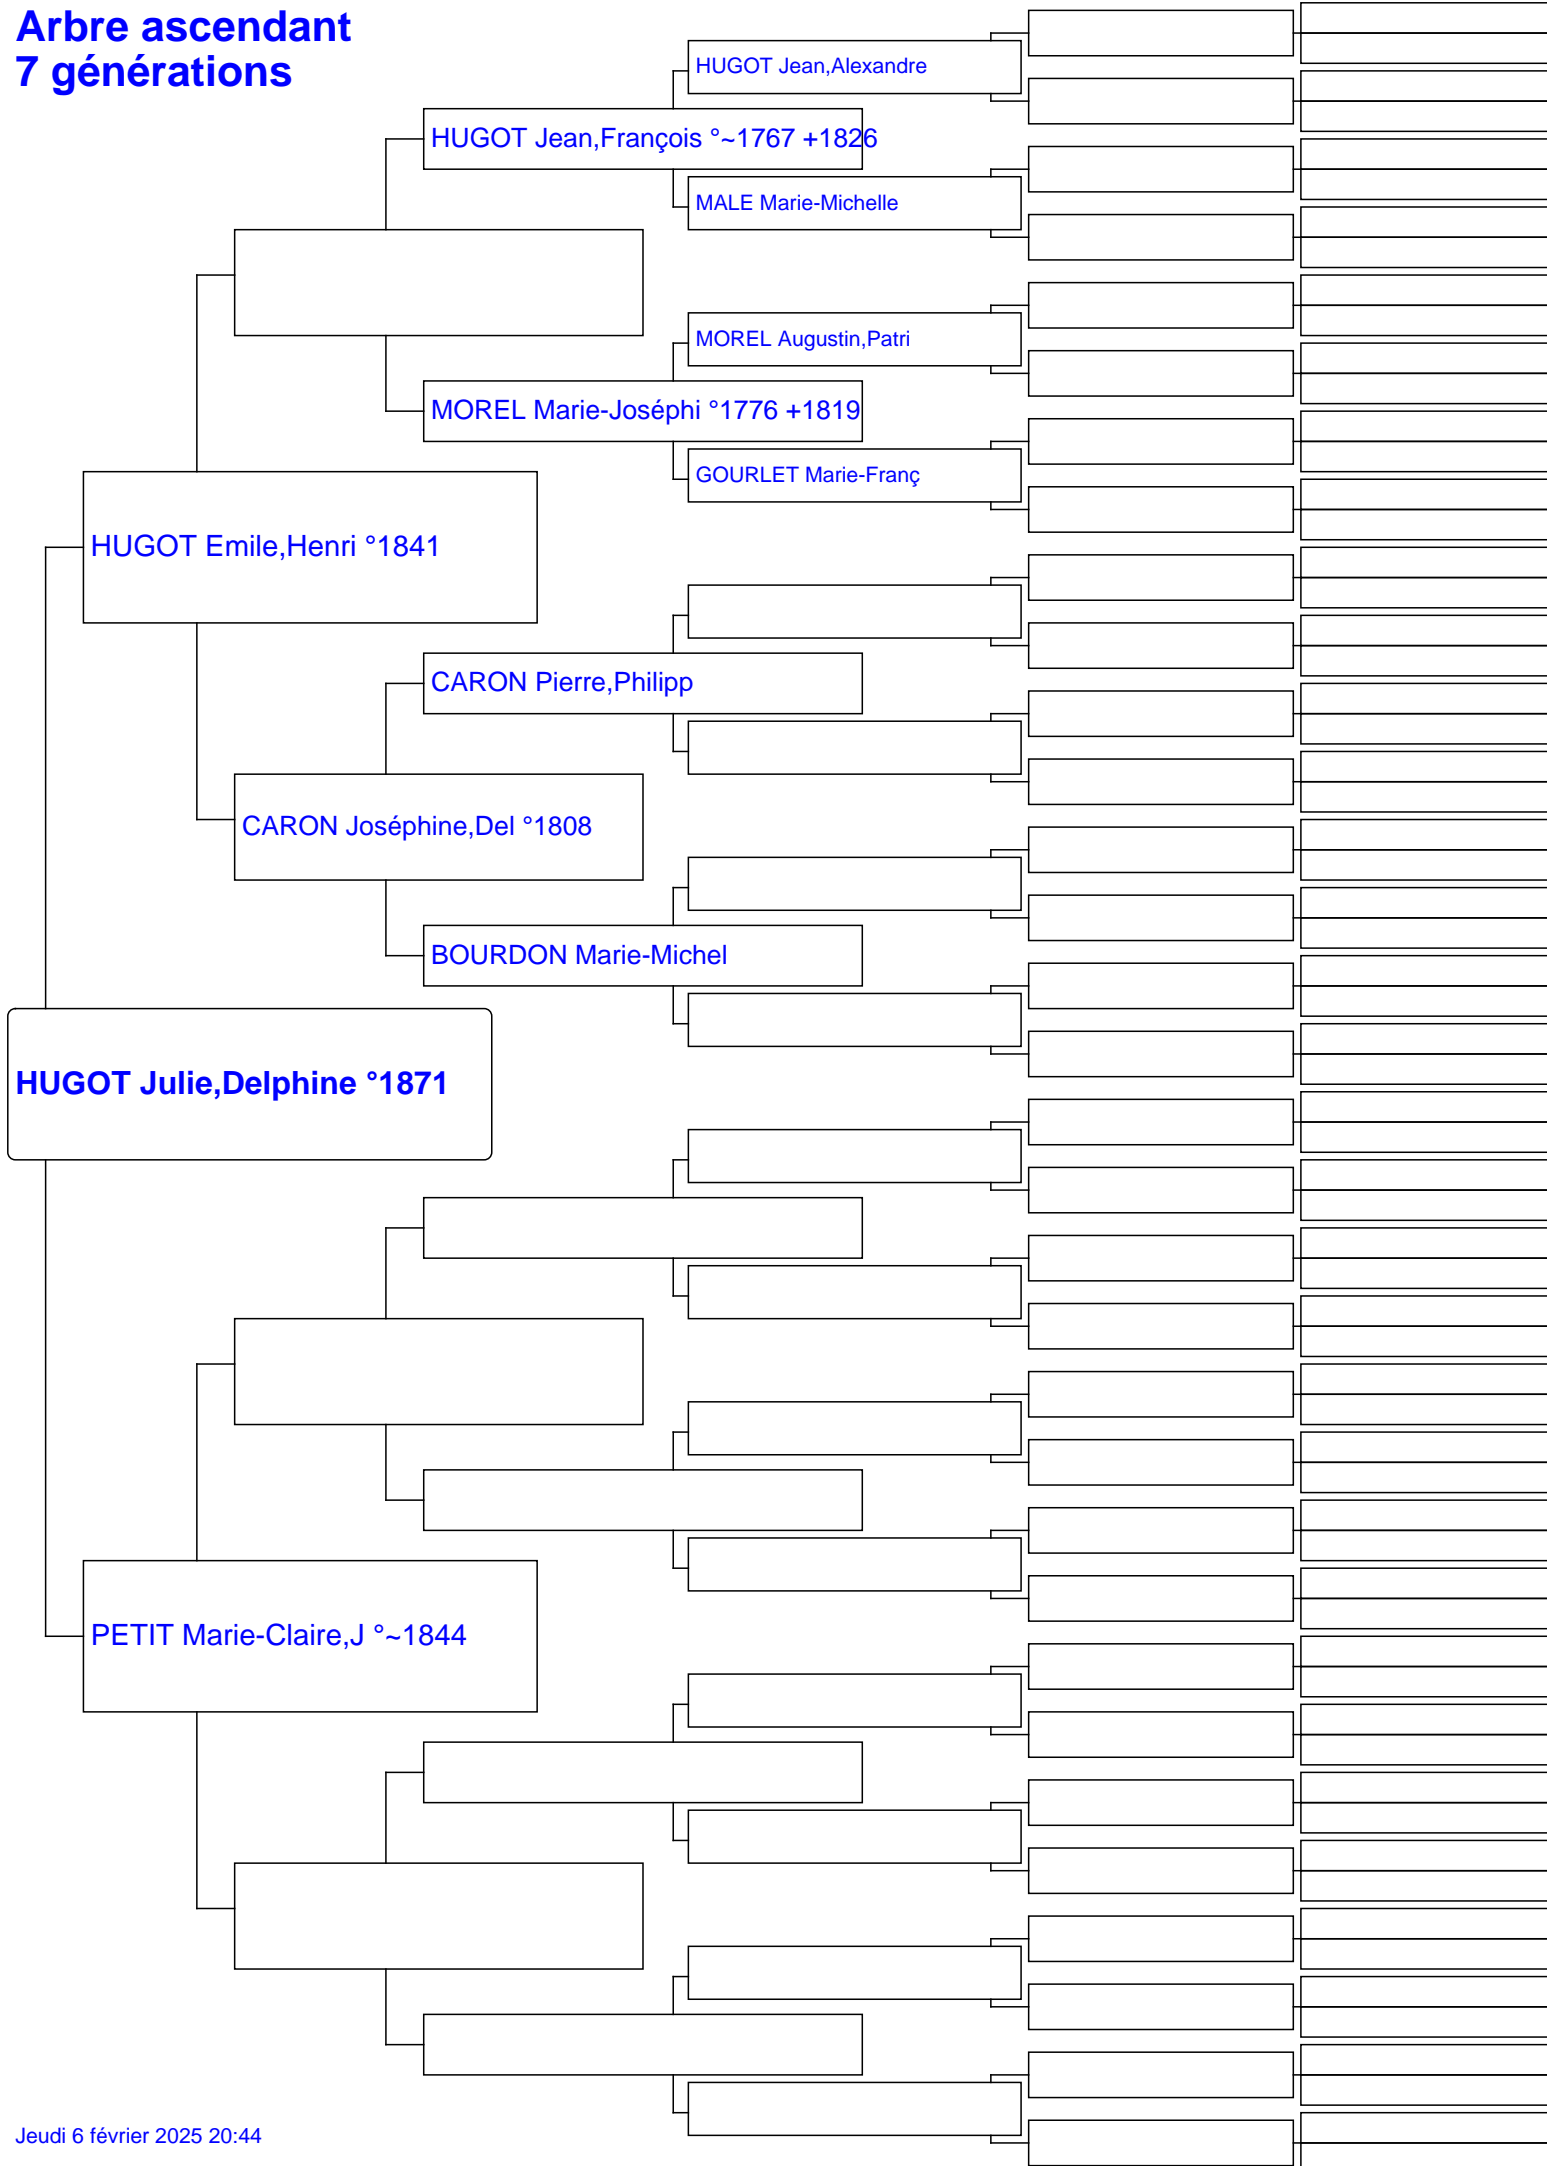 Arbre ascendant
7 générations
HUGOT Jean,Alexandre
HUGOT Jean,François °~1767 +1826
MALE Marie-Michelle
MOREL Augustin,Patri
MOREL Marie-Joséphi °1776 +1819
GOURLET Marie-Franç
HUGOT Emile,Henri °1841
CARON Pierre,Philipp
CARON Joséphine,Del °1808
BOURDON Marie-Michel
HUGOT Julie,Delphine °1871
PETIT Marie-Claire,J °~1844
Jeudi 6 février 2025 20:44